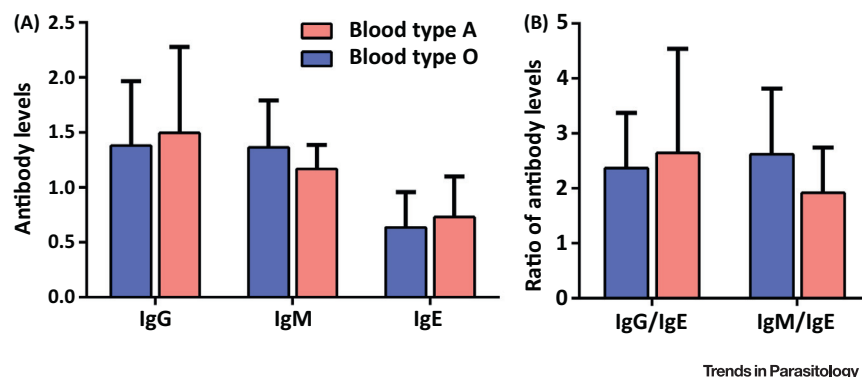 (A)
Antibody levels
2.5
2.0
1.5
1.0
0.5
0.0
IgG
IgM
IgE
Blood type A
Blood type O
(B)
Ratio of antibody levels
5
4
3
2
1
0
IgG/IgE
IgM/IgE
Trends in Parasitology